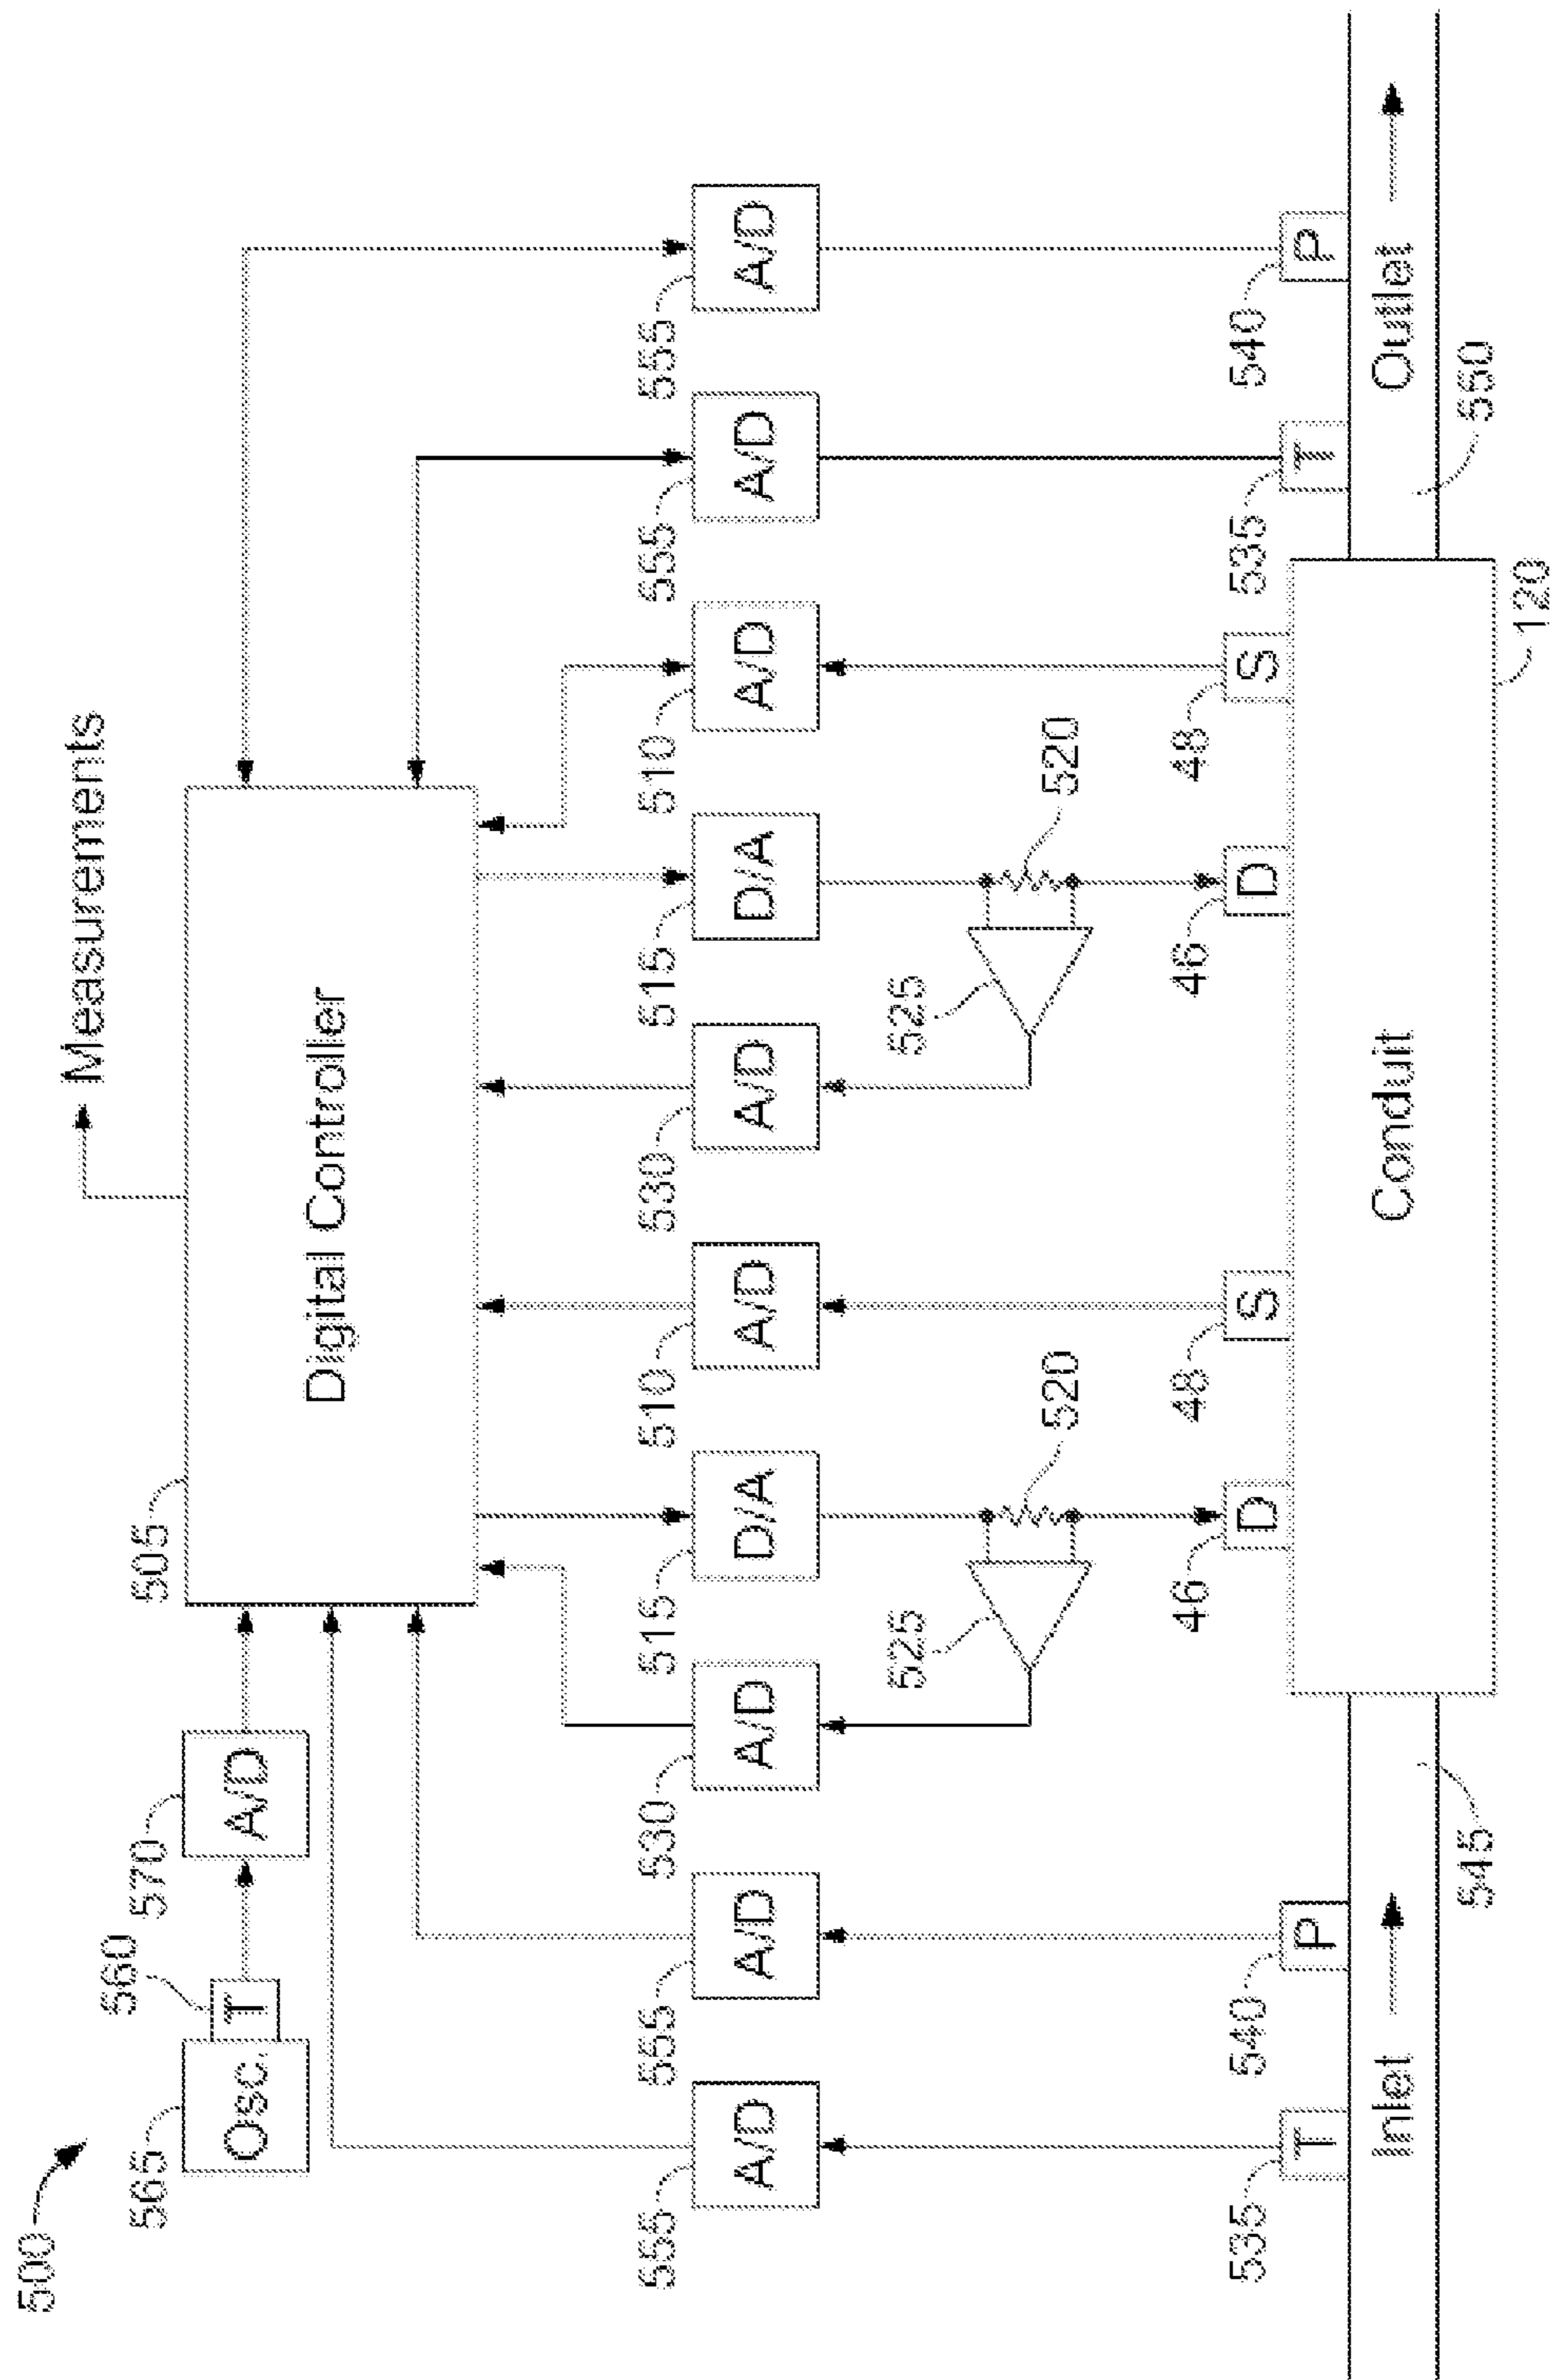 500
Measurements
565
Osc.
560
T
570
A/D
505
Digital Controller
555
A/D
555
A/D
530
A/D
515
D/A
510
A/D
530
A/D
515
D/A
510
A/D
555
A/D
555
A/D
525
520
525
520
46
D
48
S
46
D
48
S
535
T
540
P
535
T
540
P
Inlet
Conduit
Outlet
545
120
550